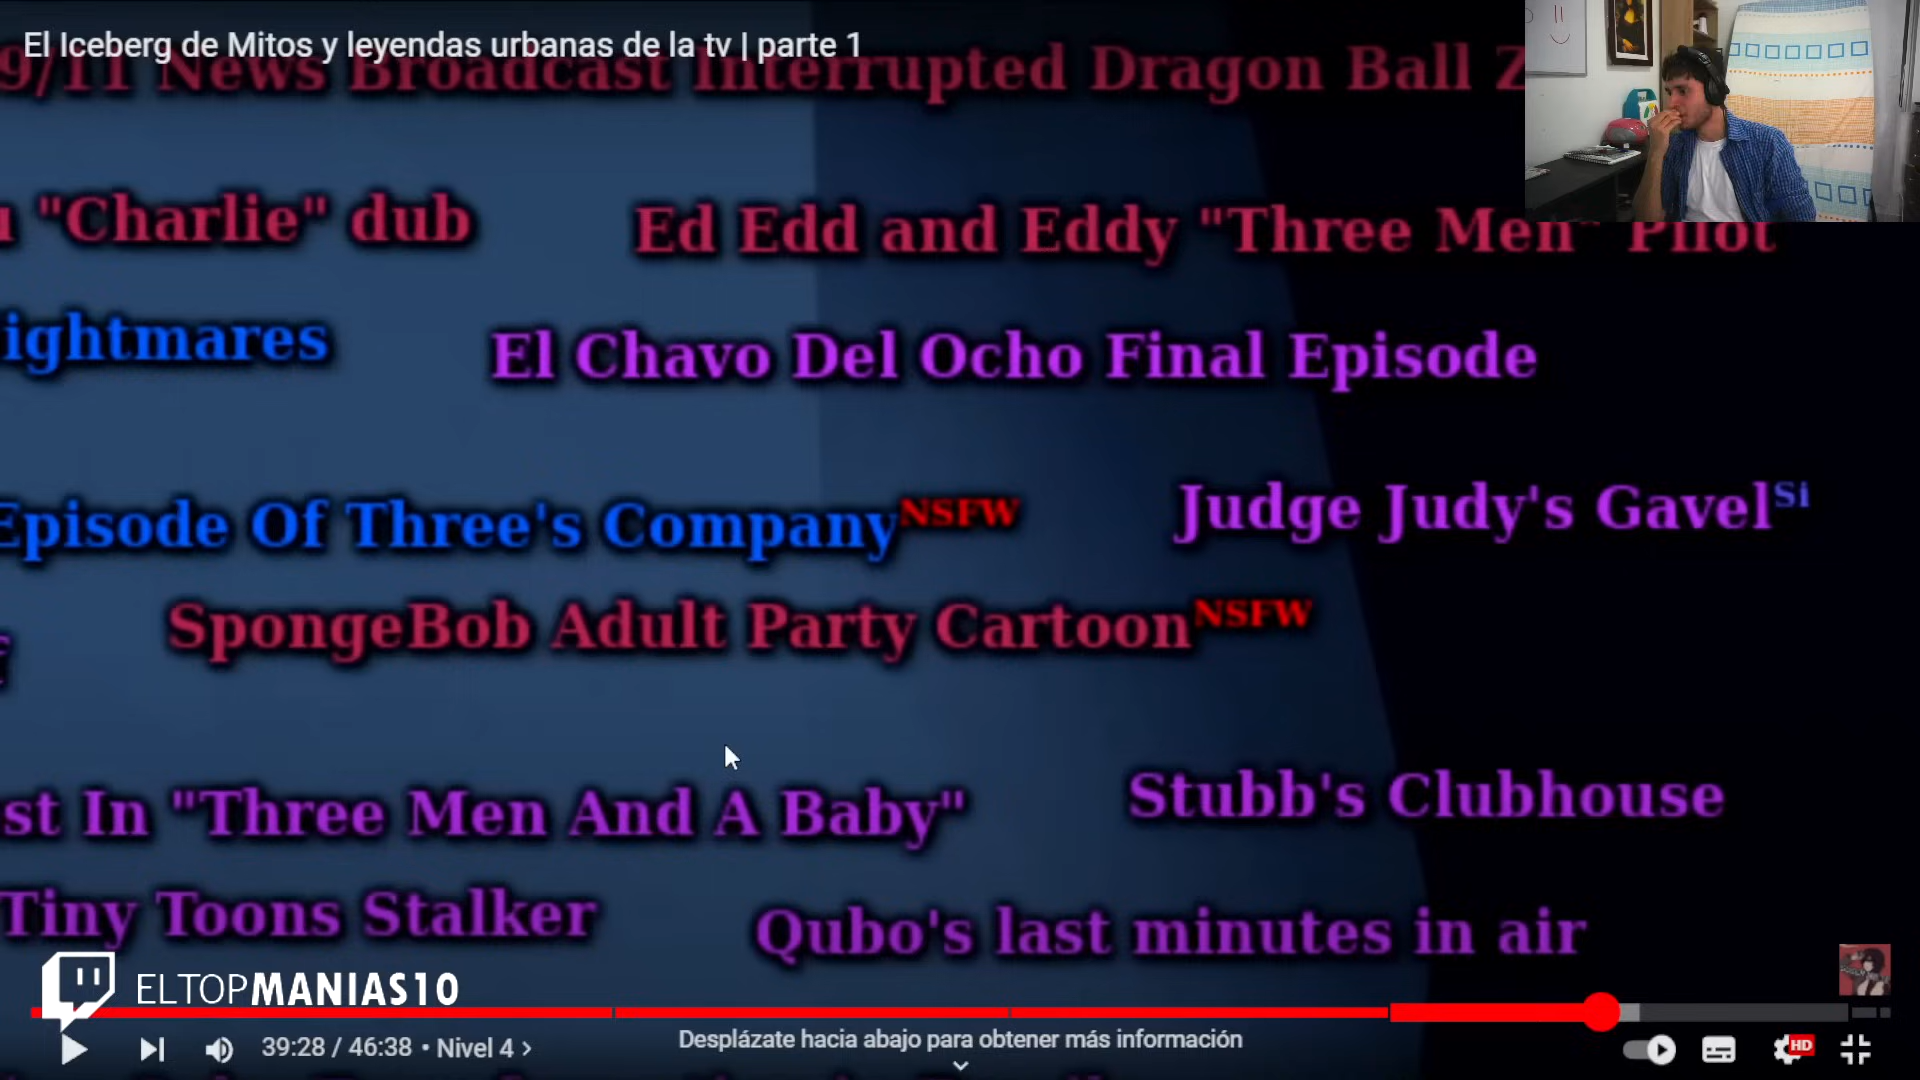 El Iceberg de Mitos y leyendas urbanas de la tv | parte 1
9/11 News Broadcast Interrupted Dragon Ball Z
"Charlie" dub
Ed Edd and Eddy "Three Men" Pilot
ightmares
El Chavo Del Ocho Final Episode
Episode Of Three's Company NSFW
Judge Judy's Gavel Si
SpongeBob Adult Party Cartoon NSFW
st In "Three Men And A Baby"
Stubb's Clubhouse
Tiny Toons Stalker
Qubo's last minutes in air
ELTOPMANIAS10
39:28 / 46:38 • Nivel 4 >
Desplázate hacia abajo para obtener más información
HD